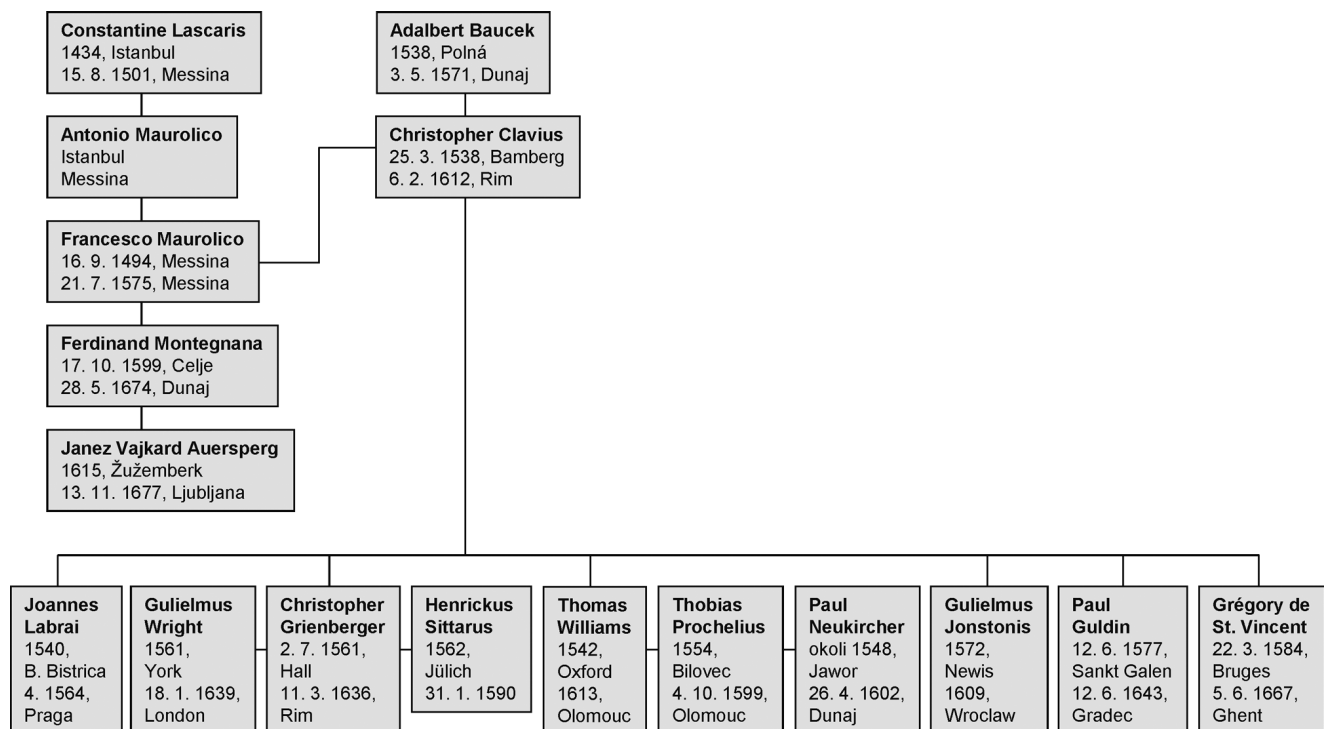 Constantine Lascaris
1434, Istanbul
15. 8. 1501, Messina
Adalbert Baucek
1538, Polná
3. 5. 1571, Dunaj
Antonio Maurolico
Istanbul
Messina
Christopher Clavius
25. 3. 1538, Bamberg
6. 2. 1612, Rim
Francesco Maurolico
16. 9. 1494, Messina
21. 7. 1575, Messina
Ferdinand Montegnana
17. 10. 1599, Celje
28. 5. 1674, Dunaj
Janez Vajkard Auersperg
1615, Žužemberk
13. 11. 1677, Ljubljana
Joannes
Labrai
1540,
B. Bistrica
4. 1564,
Praga
Gulielmus
Wright
1561,
York
18. 1. 1639,
London
Christopher
Grienberger
2. 7. 1561,
Hall
11. 3. 1636,
Rim
Henrickus
Sittarus
1562,
Jülich
31. 1. 1590
Thomas
Williams
1542,
Oxford
1613,
Olomouc
Thobias
Prochelius
1554,
Bilovec
4. 10. 1599,
Olomouc
Paul
Neukircher
okoli 1548,
Jawor
26. 4. 1602,
Dunaj
Gulielmus
Jonstonis
1572,
Newis
1609,
Wroclaw
Paul
Guldin
12. 6. 1577,
Sankt Galen
12. 6. 1643,
Gradec
Grégory de
St. Vincent
22. 3. 1584,
Bruges
5. 6. 1667,
Ghent